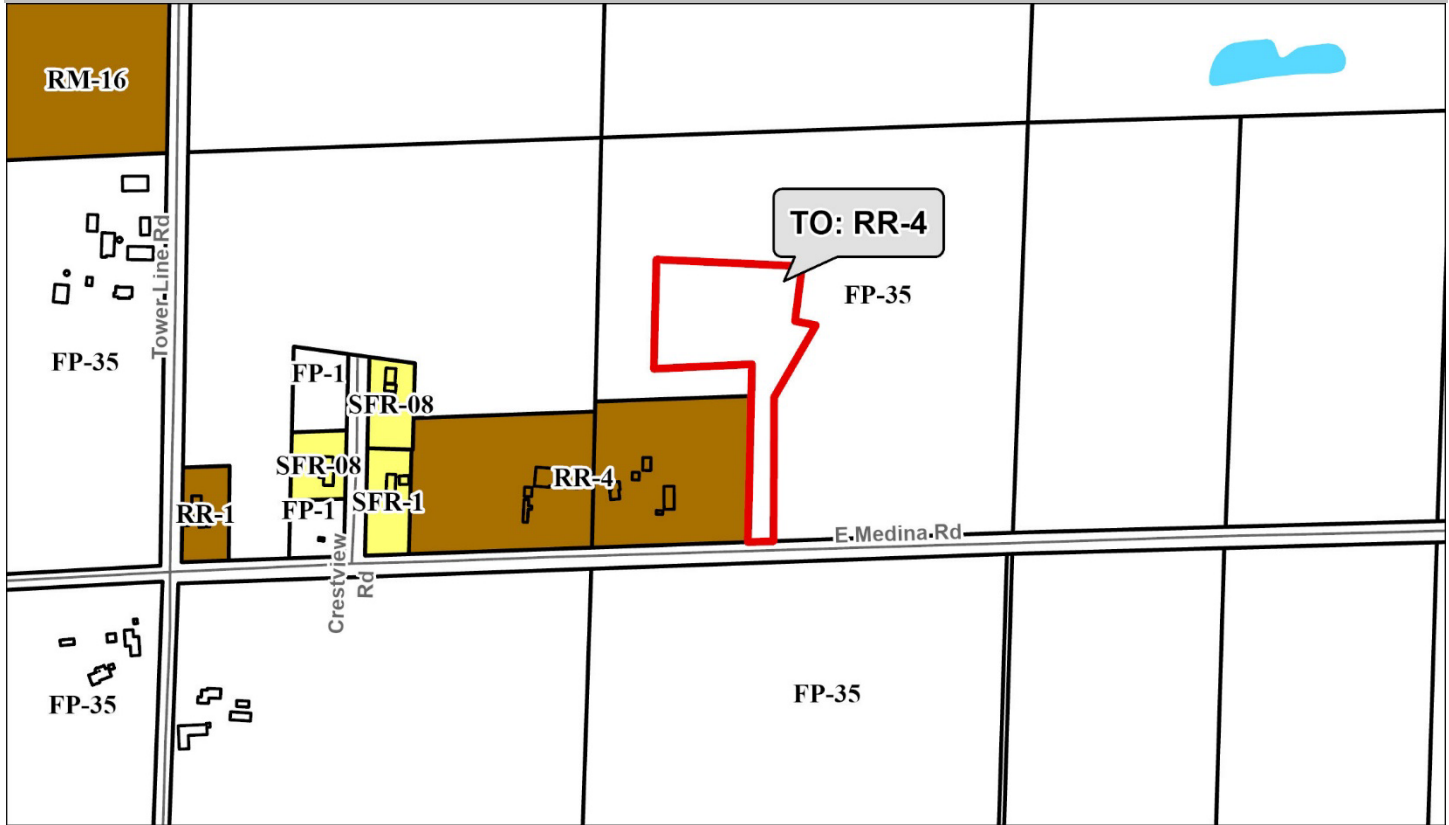 RM-16
TO: RR-4
FP-35
Tower Line Rd
FP-35
FP-1
SFR-08
SFR-08
RR-4
SFR-1
FP-1
RR-1
E Medina Rd
Crestview
Rd
FP-35
FP-35